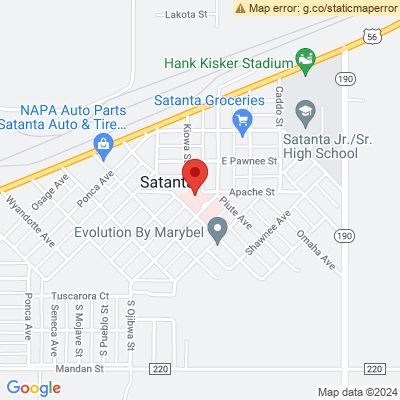 Map error: g.co/staticmaperror
Lakota St
56
Hank Kisker Stadium
190
NAPA Auto Parts
Satanta Auto & Tire...
Satanta Groceries
Caddo St
Kiowa St
Satanta Jr./Sr.
High School
E Pawnee St
Osage Ave
Ponca Ave
Satanta
Apache St
Wyandotte Ave
Piute Ave
Evolution By Marybel
Shawnee Ave
Omaha Ave
190
Tuscarora Ct
Ponca Ave
Seneca Ave
S Mojave St
S Pueblo St
S Ojibwa St
Mandan St
220
220
Google
Map data ©2024